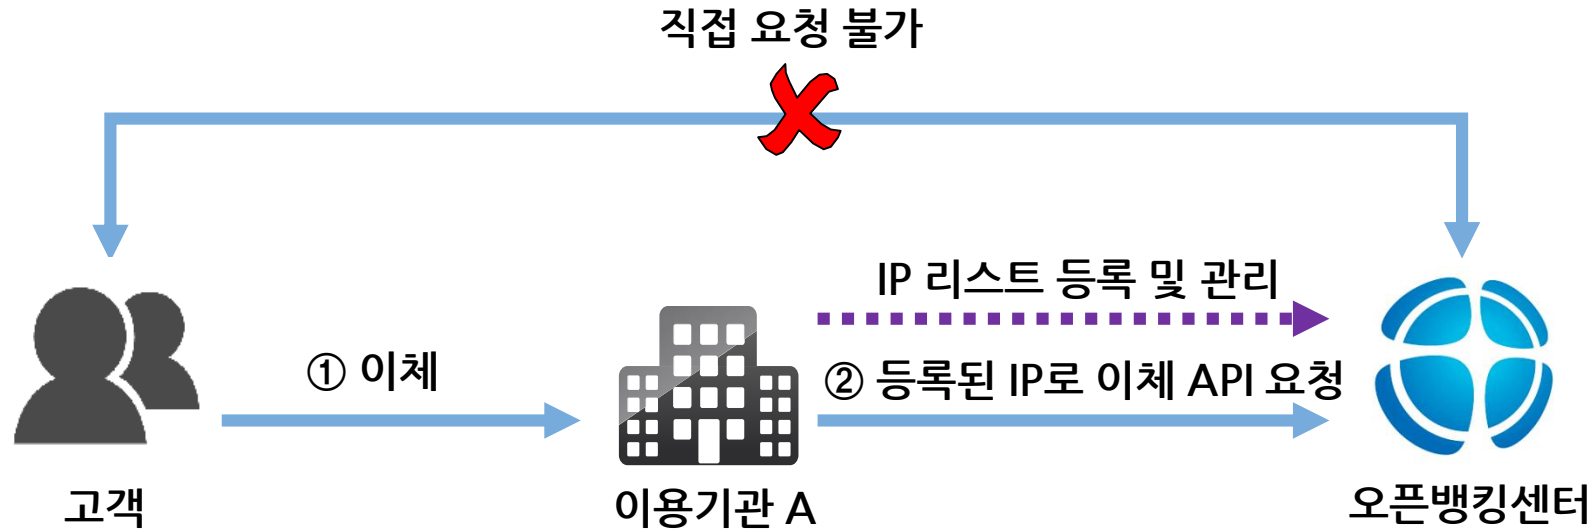 직접 요청 불가
IP 리스트 등록 및 관리
① 이체
② 등록된 IP로 이체 API 요청
고객
이용기관 A
오픈뱅킹센터